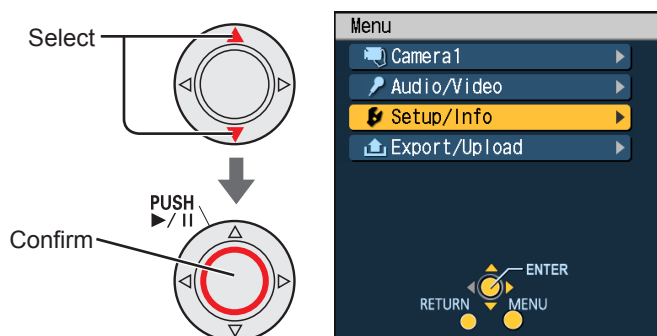 Select
PUSH
▶/II
Confirm
Menu
Camera1
Audio/Video
Setup/Info
Export/Upload
ENTER
RETURN
MENU